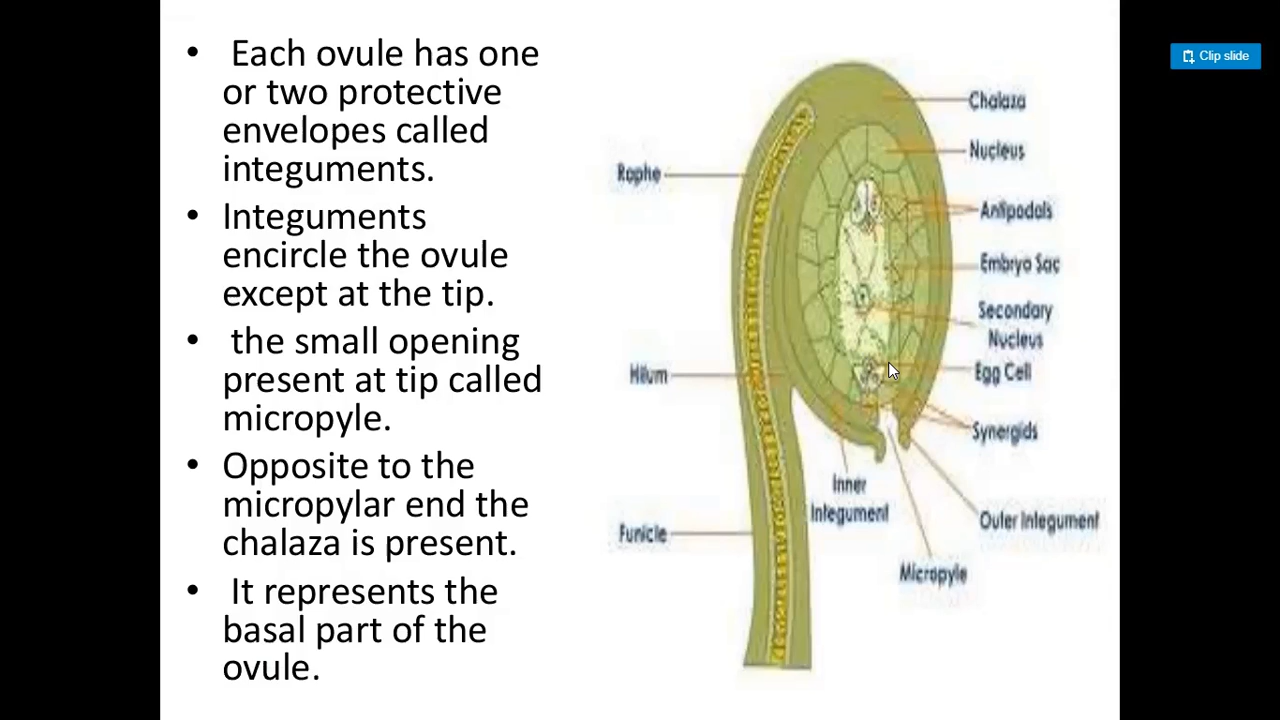 • Each ovule has one
or two protective
envelopes called
integuments.
• Integuments
encircle the ovule
except at the tip.
• the small opening
present at tip called
micropyle.
• Opposite to the
micropylar end the
chalaza is present.
• It represents the
basal part of the
ovule.
Raphe
Hilum
Funicle
Chalaza
Nucleus
Antipodals
Embryo Sac
Secondary
Nucleus
Egg Cell
Synergids
Inner
Integument
Outer Integument
Micropyle
Clip slide